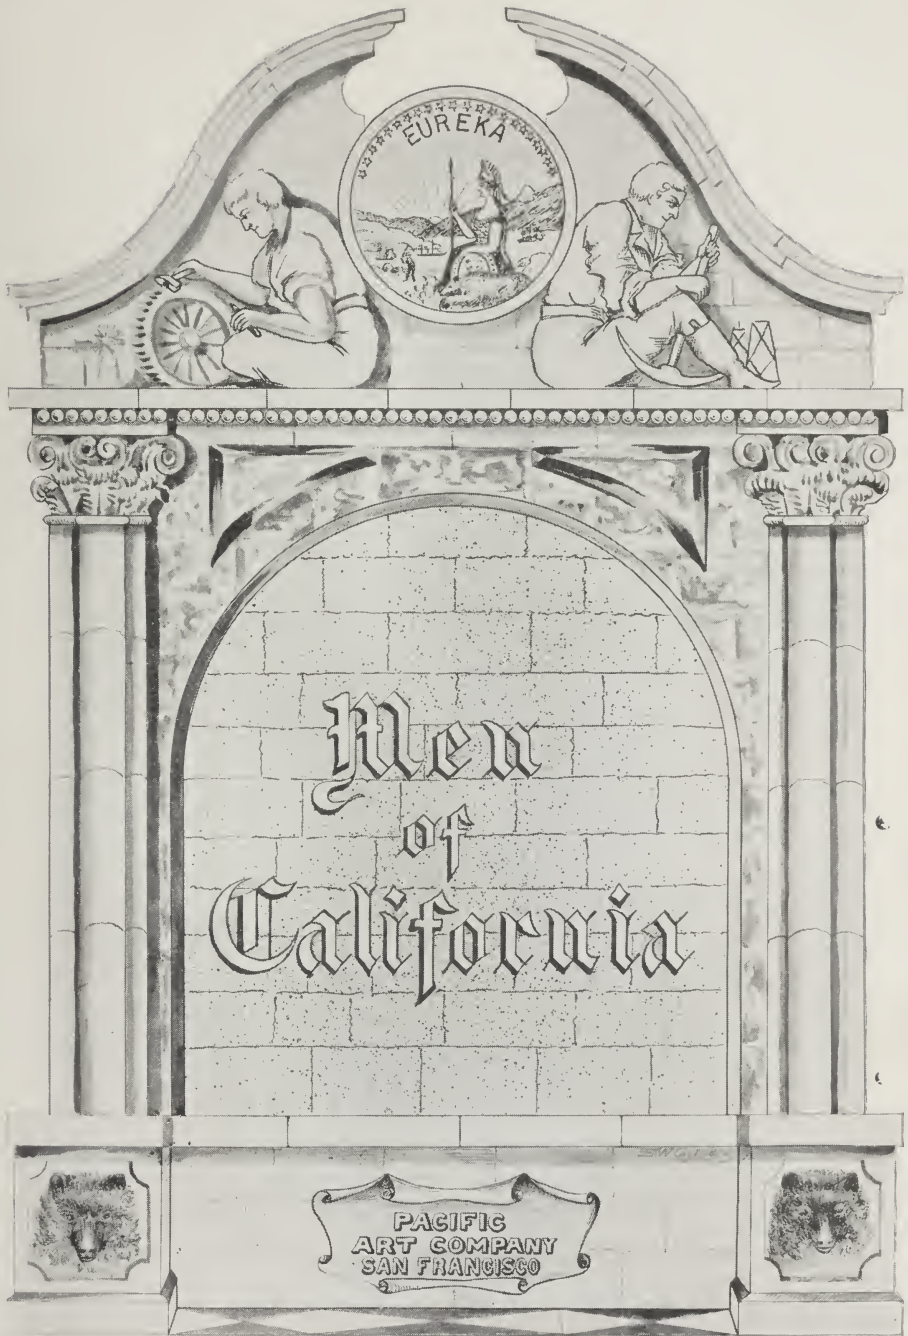 EUREKA
Men
of
California
PACIFIC
ART COMPANY
SAN FRANCISCO